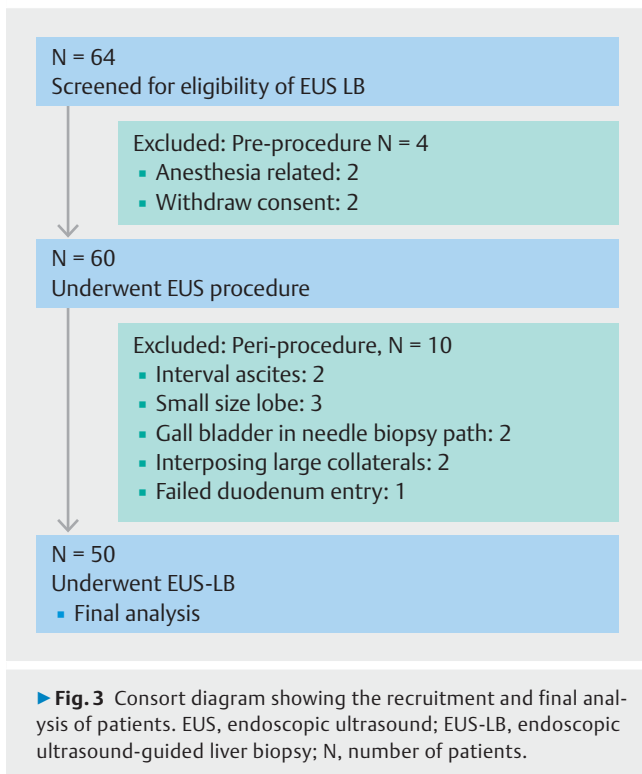 N = 64
Screened for eligibility of EUS LB
Excluded: Pre-procedure N = 4
▪ Anesthesia related: 2
▪ Withdraw consent: 2
N = 60
Underwent EUS procedure
Excluded: Peri-procedure, N = 10
▪ Interval ascites: 2
▪ Small size lobe: 3
▪ Gall bladder in needle biopsy path: 2
▪ Interposing large collaterals: 2
▪ Failed duodenum entry: 1
N = 50
Underwent EUS-LB
▪ Final analysis
▶ Fig. 3 Consort diagram showing the recruitment and final anal-
ysis of patients. EUS, endoscopic ultrasound; EUS-LB, endoscopic
ultrasound-guided liver biopsy; N, number of patients.